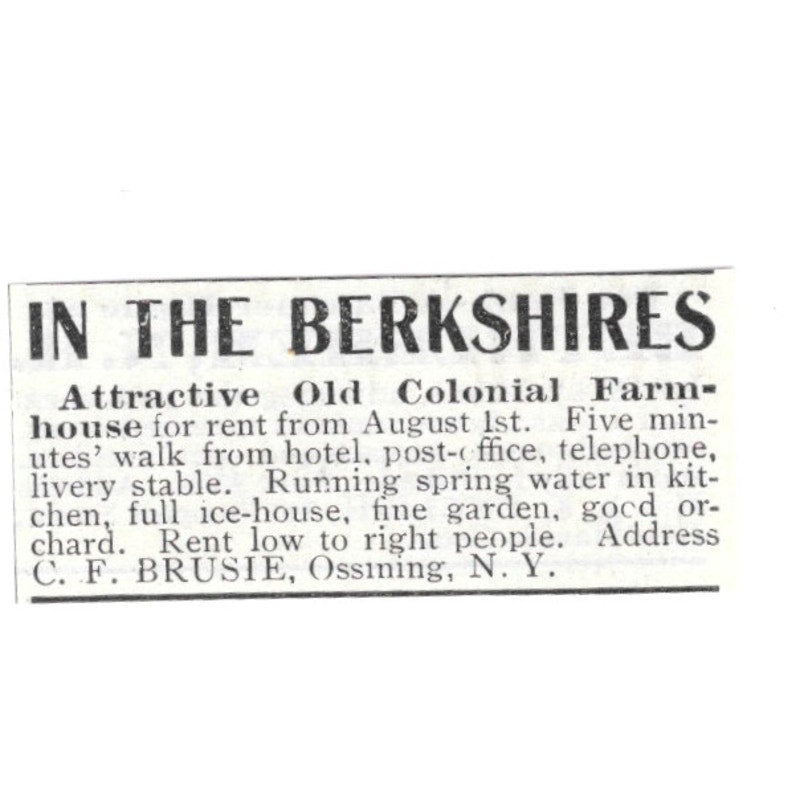 IN THE BERKSHIRES
Attractive Old Colonial Farm-
house for rent from August 1st. Five min-
utes' walk from hotel, post-office, telephone,
livery stable. Running spring water in kit-
chen, full ice-house, fine garden, good or-
chard. Rent low to right people. Address
C. F. BRUSIE, Ossining, N. Y.